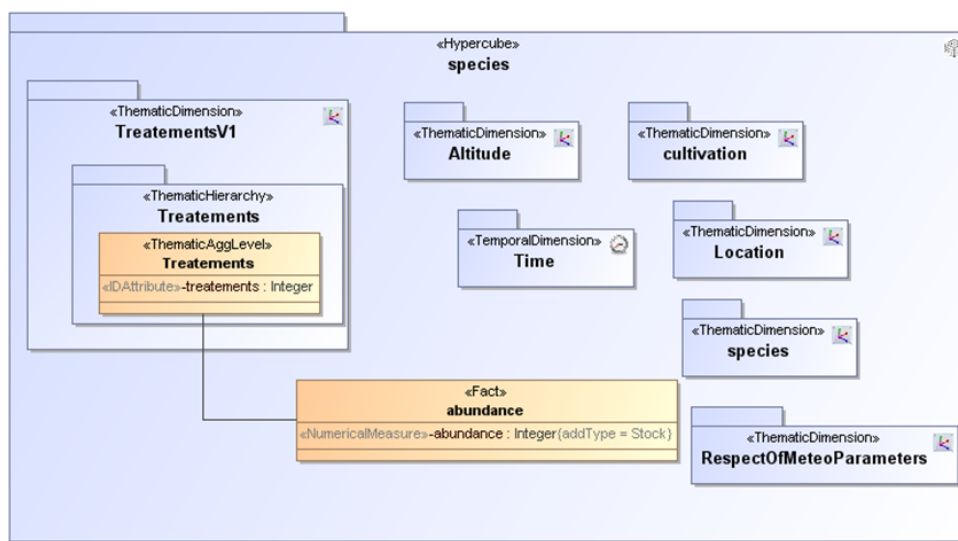 «Hypercube»
species
«ThematicDimension»
TreatementsV1
«ThematicHierarchy»
Treatements
«ThematicAggLevel»
Treatements
«IDAttribute»-treatements : Integer
«ThematicDimension»
Altitude
«ThematicDimension»
cultivation
«TemporalDimension»
Time
«ThematicDimension»
Location
«ThematicDimension»
species
«Fact»
abundance
«NumericalMeasure»-abundance : Integer{addType = Stock}
«ThematicDimension»
RespectOfMeteoParameters